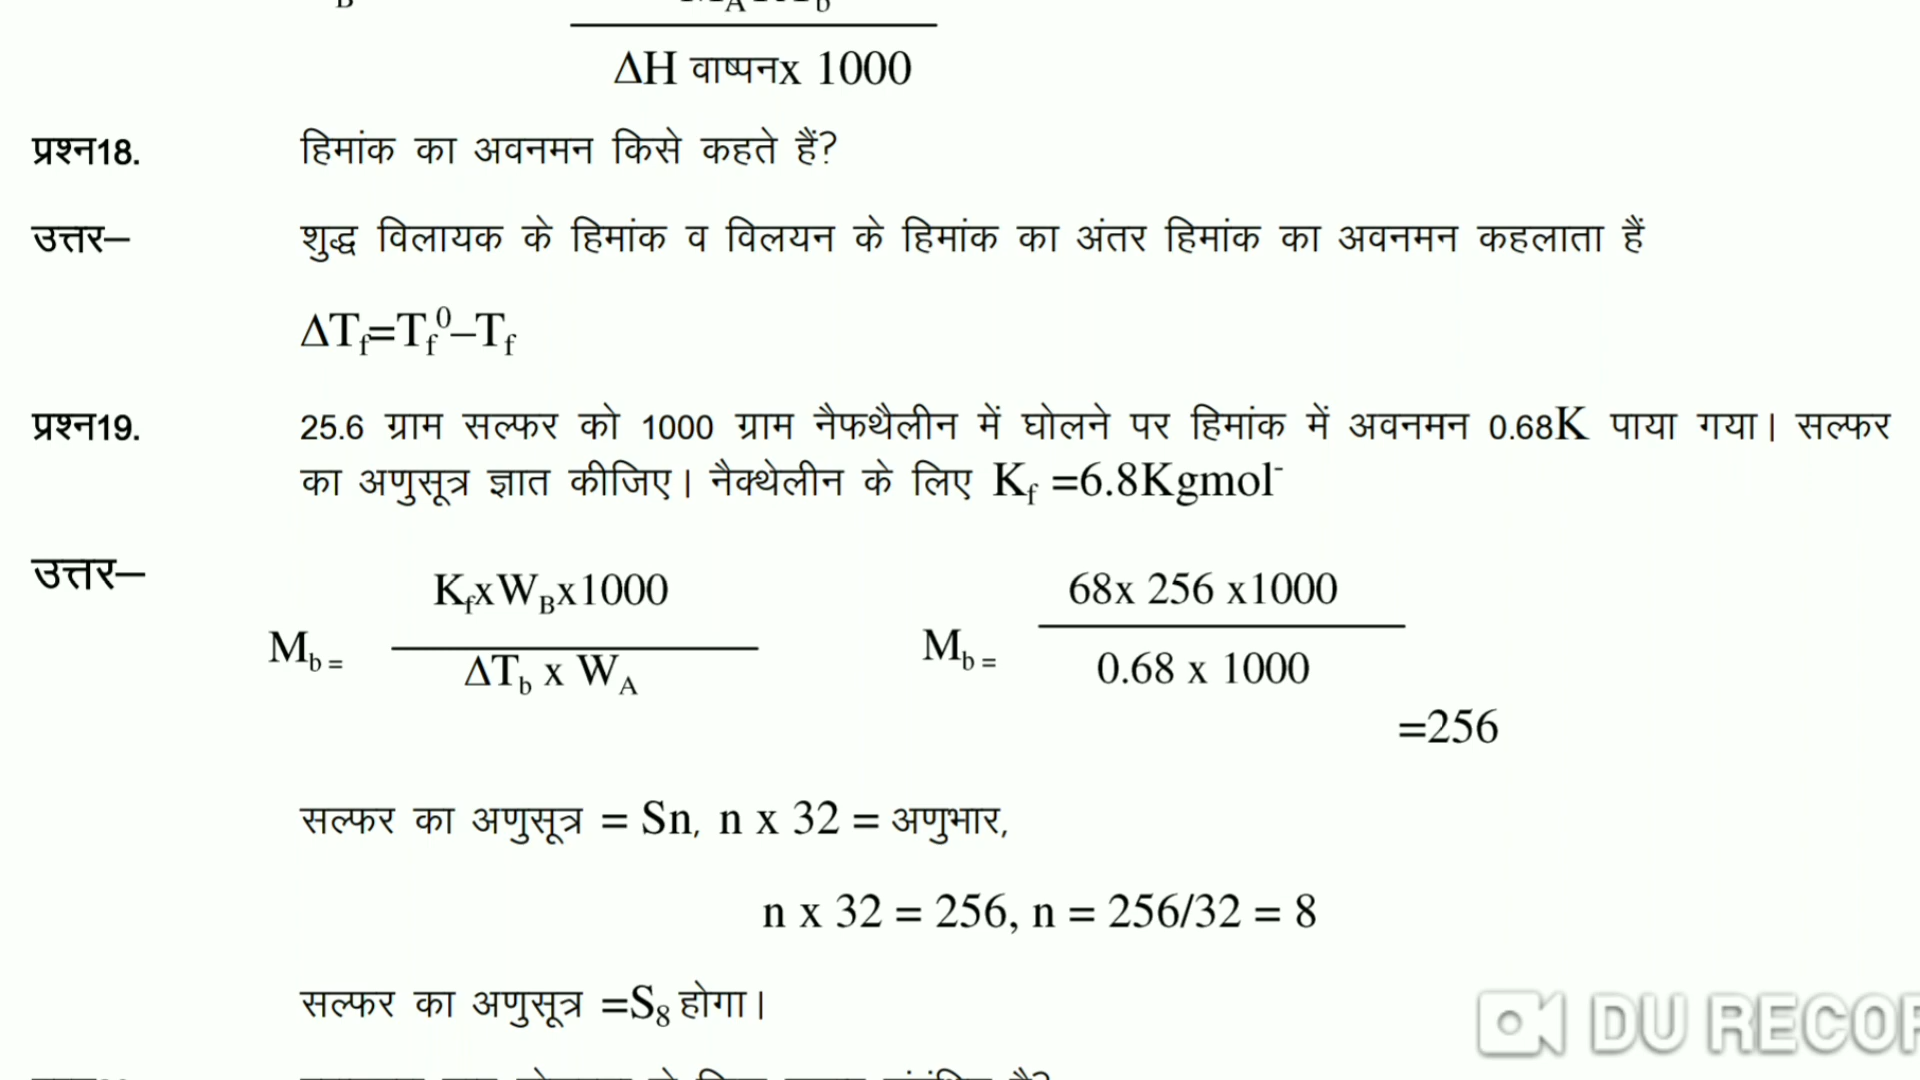 B
ΔH वाष्पनx 1000
प्रश्न18. हिमांक का अवनमन किसे कहते हैं?
उत्तर– शुद्ध विलायक के हिमांक व विलयन के हिमांक का अंतर हिमांक का अवनमन कहलाता हैं
ΔTf=Tf0–Tf
प्रश्न19. 25.6 ग्राम सल्फर को 1000 ग्राम नैफथैलीन में घोलने पर हिमांक में अवनमन 0.68K पाया गया। सल्फर
का अणुसूत्र ज्ञात कीजिए। नैक्थेलीन के लिए Kf =6.8Kgmol-
उत्तर–
KfxWBx1000 68x 256 x1000
Mb = Mb =
ΔTb x WA 0.68 x 1000
=256
सल्फर का अणुसूत्र = Sn, n x 32 = अणुभार,
n x 32 = 256, n = 256/32 = 8
सल्फर का अणुसूत्र =S8 होगा।
DU RECOR